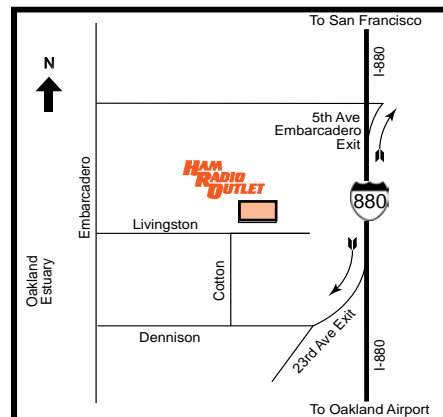 To San Francisco
I-880
N
5th Ave
Embarcadero
Exit
HAM
RADIO
OUTLET
Embarcadero
880
Livingston
Oakland
Estuary
Cotton
Dennison
23rd Ave Exit
I-880
To Oakland Airport